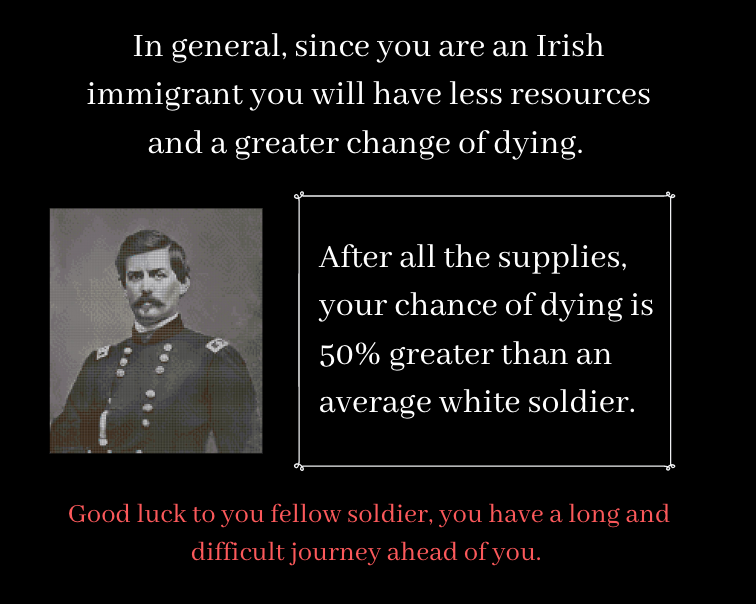 In general, since you are an Irish
immigrant you will have less resources
and a greater change of dying.
After all the supplies,
your chance of dying is
50% greater than an
average white soldier.
Good luck to you fellow soldier, you have a long and
difficult journey ahead of you.